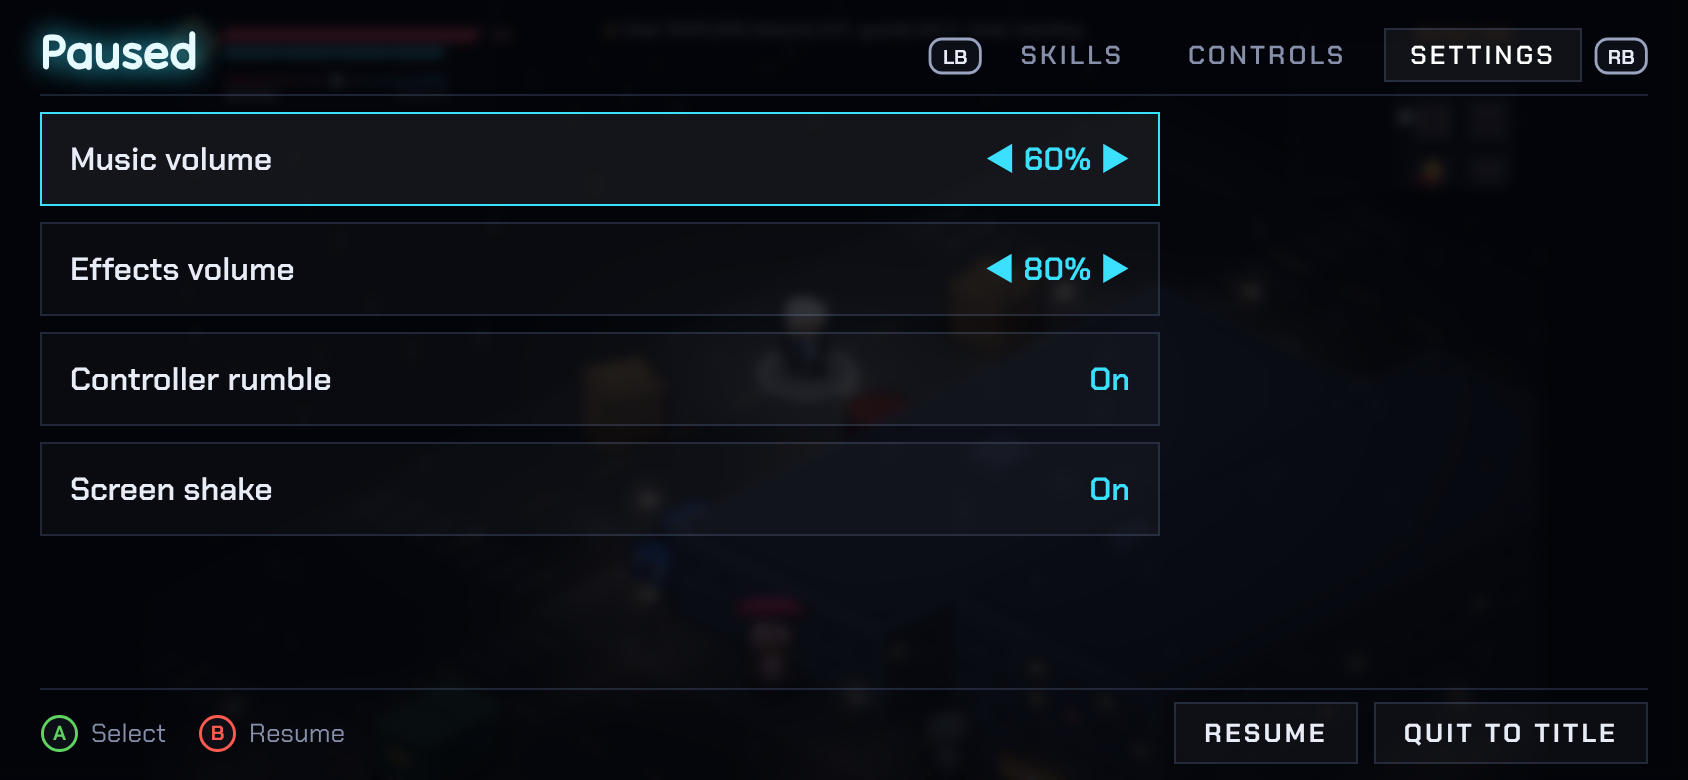 Paused
LB SKILLS CONTROLS SETTINGS RB
Music volume ◀ 60% ▶
Effects volume ◀ 80% ▶
Controller rumble On
Screen shake On
A Select B Resume RESUME QUIT TO TITLE